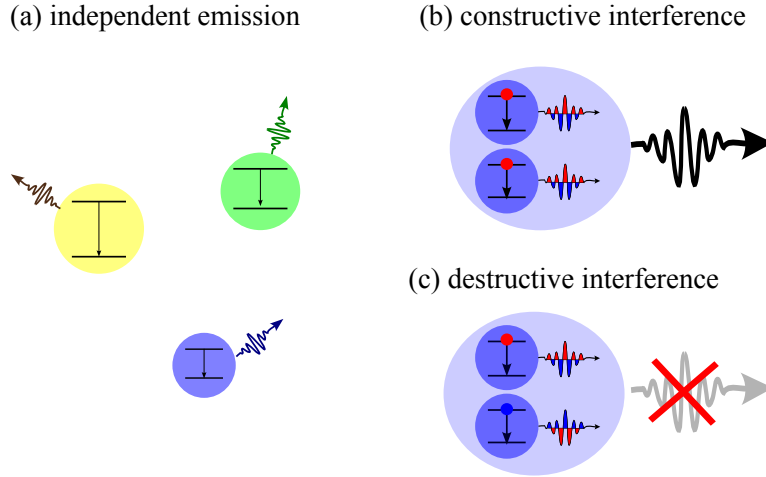 (a) independent emission
(b) constructive interference
(c) destructive interference